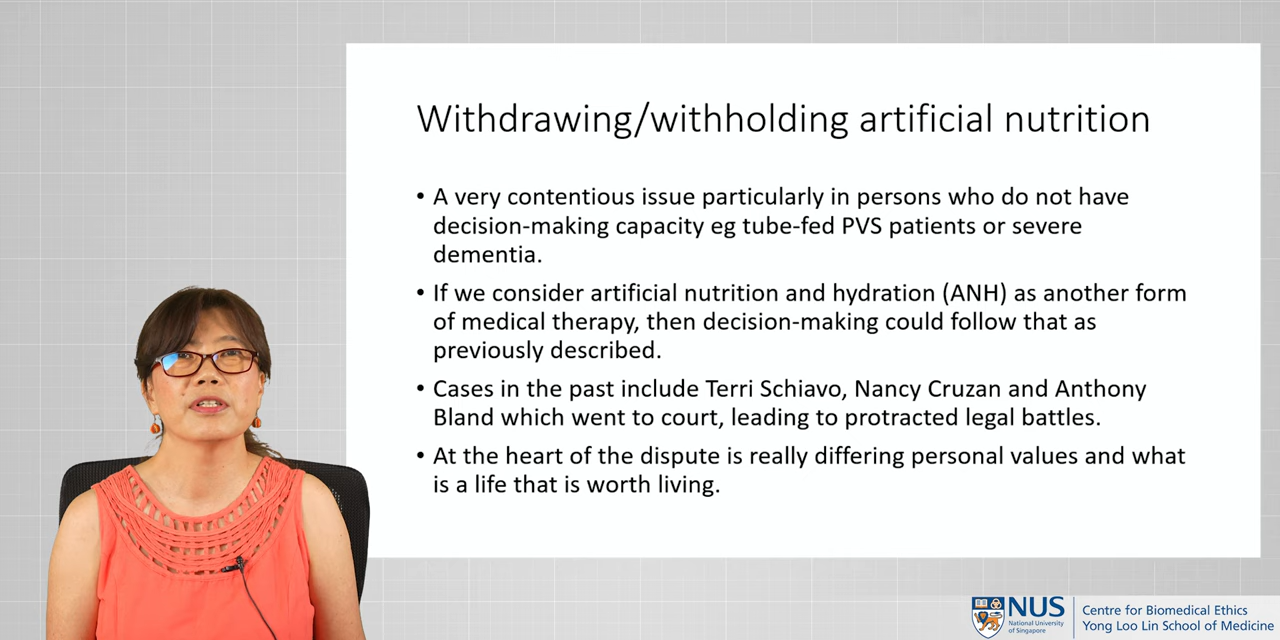 Withdrawing/withholding artificial nutrition
• A very contentious issue particularly in persons who do not have
decision-making capacity eg tube-fed PVS patients or severe
dementia.
• If we consider artificial nutrition and hydration (ANH) as another form
of medical therapy, then decision-making could follow that as
previously described.
• Cases in the past include Terri Schiavo, Nancy Cruzan and Anthony
Bland which went to court, leading to protracted legal battles.
• At the heart of the dispute is really differing personal values and what
is a life that is worth living.
NUS
National University
of Singapore
Centre for Biomedical Ethics
Yong Loo Lin School of Medicine